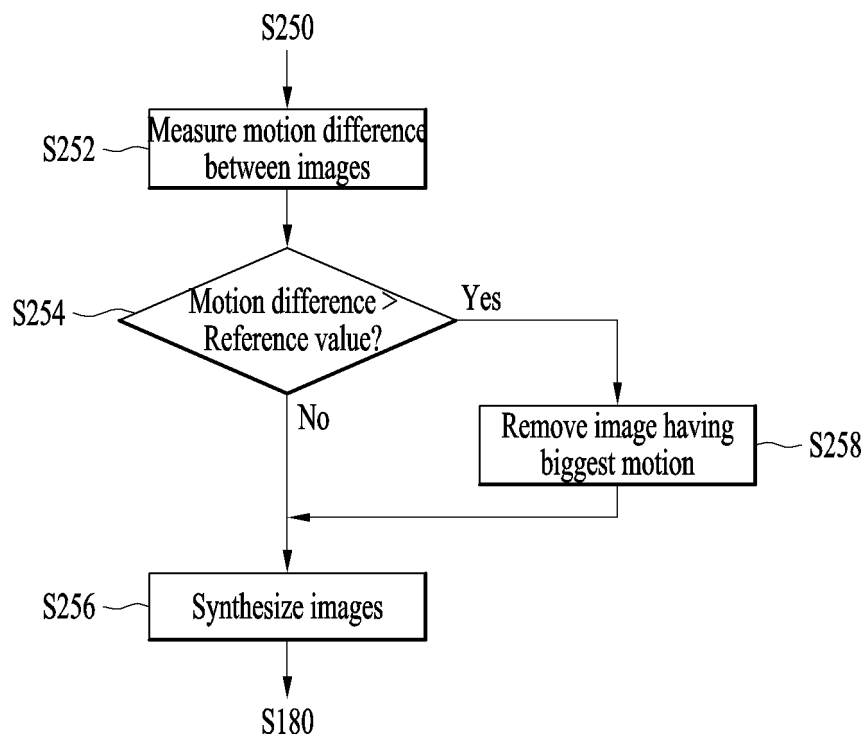 S250
S252
Measure motion difference
between images
S254
Motion difference >
Reference value?
Yes
No
Remove image having
biggest motion
S258
S256
Synthesize images
S180